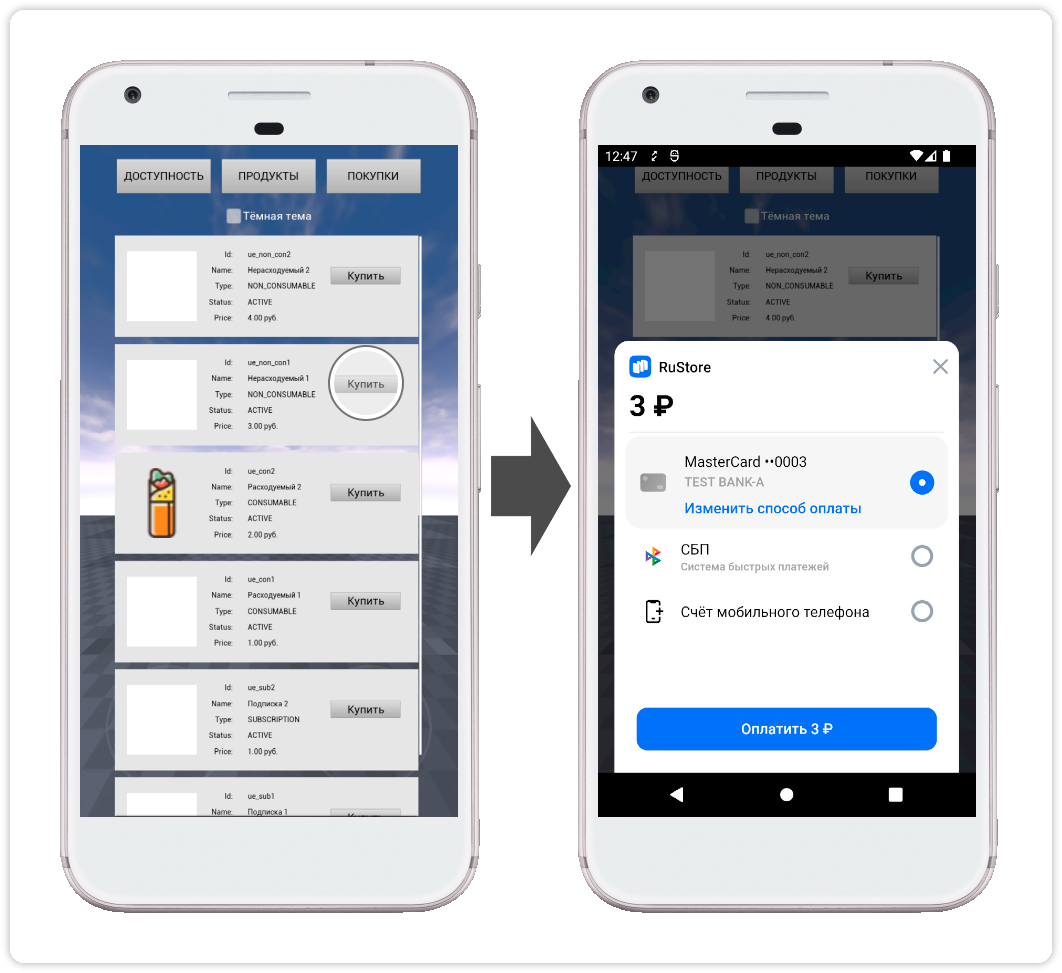 ДОСТУПНОСТЬ ПРОДУКТЫ ПОКУПКИ
Тёмная тема
Id: ue_non_con2
Name: Нерасходуемый 2
Купить
Type: NON_CONSUMABLE
Status: ACTIVE
Price: 4.00 руб.
Id: ue_non_con1
Name: Нерасходуемый 1
Купить
Type: NON_CONSUMABLE
Status: ACTIVE
Price: 3.00 руб.
Id: ue_con2
Name: Расходуемый 2
Купить
Type: CONSUMABLE
Status: ACTIVE
Price: 2.00 руб.
Id: ue_con1
Name: Расходуемый 1
Купить
Type: CONSUMABLE
Status: ACTIVE
Price: 1.00 руб.
Id: ue_sub2
Name: Подписка 2
Купить
Type: SUBSCRIPTION
Status: ACTIVE
Price: 1.00 руб.
Id: ue_sub1
Name: Подписка 1
12:47
ДОСТУПНОСТЬ ПРОДУКТЫ ПОКУПКИ
Тёмная тема
Id: ue_non_con2
Name: Нерасходуемый 2
Купить
Type: NON_CONSUMABLE
Status: ACTIVE
Price: 4.00 руб.
RuStore
3 ₽
MasterCard ••0003
TEST BANK-A
Изменить способ оплаты
СБП
Система быстрых платежей
Счёт мобильного телефона
Оплатить 3 ₽